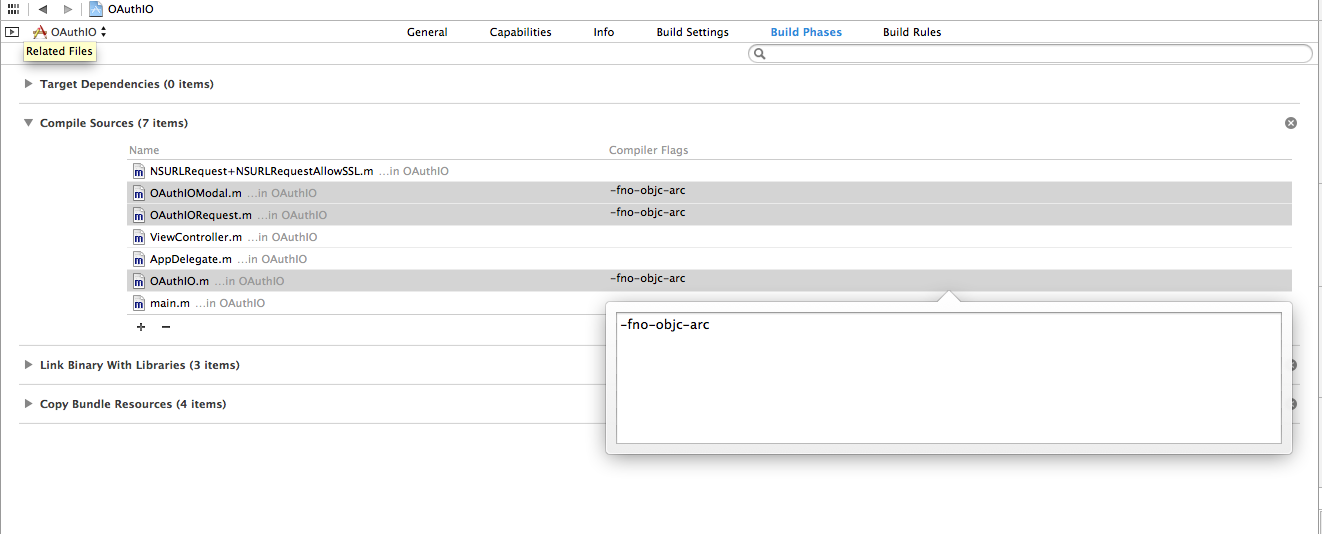 OAuthIO
OAuthIO
General Capabilities Info Build Settings Build Phases Build Rules
Related Files
Target Dependencies (0 items)
Compile Sources (7 items)
Name Compiler Flags
m NSURLRequest+NSURLRequestAllowSSL.m ...in OAuthIO
m OAuthIOModal.m ...in OAuthIO -fno-objc-arc
m OAuthIORequest.m ...in OAuthIO -fno-objc-arc
m ViewController.m ...in OAuthIO
m AppDelegate.m ...in OAuthIO
m OAuthIO.m ...in OAuthIO -fno-objc-arc
m main.m ...in OAuthIO
+ −
-fno-objc-arc
Link Binary With Libraries (3 items)
Copy Bundle Resources (4 items)